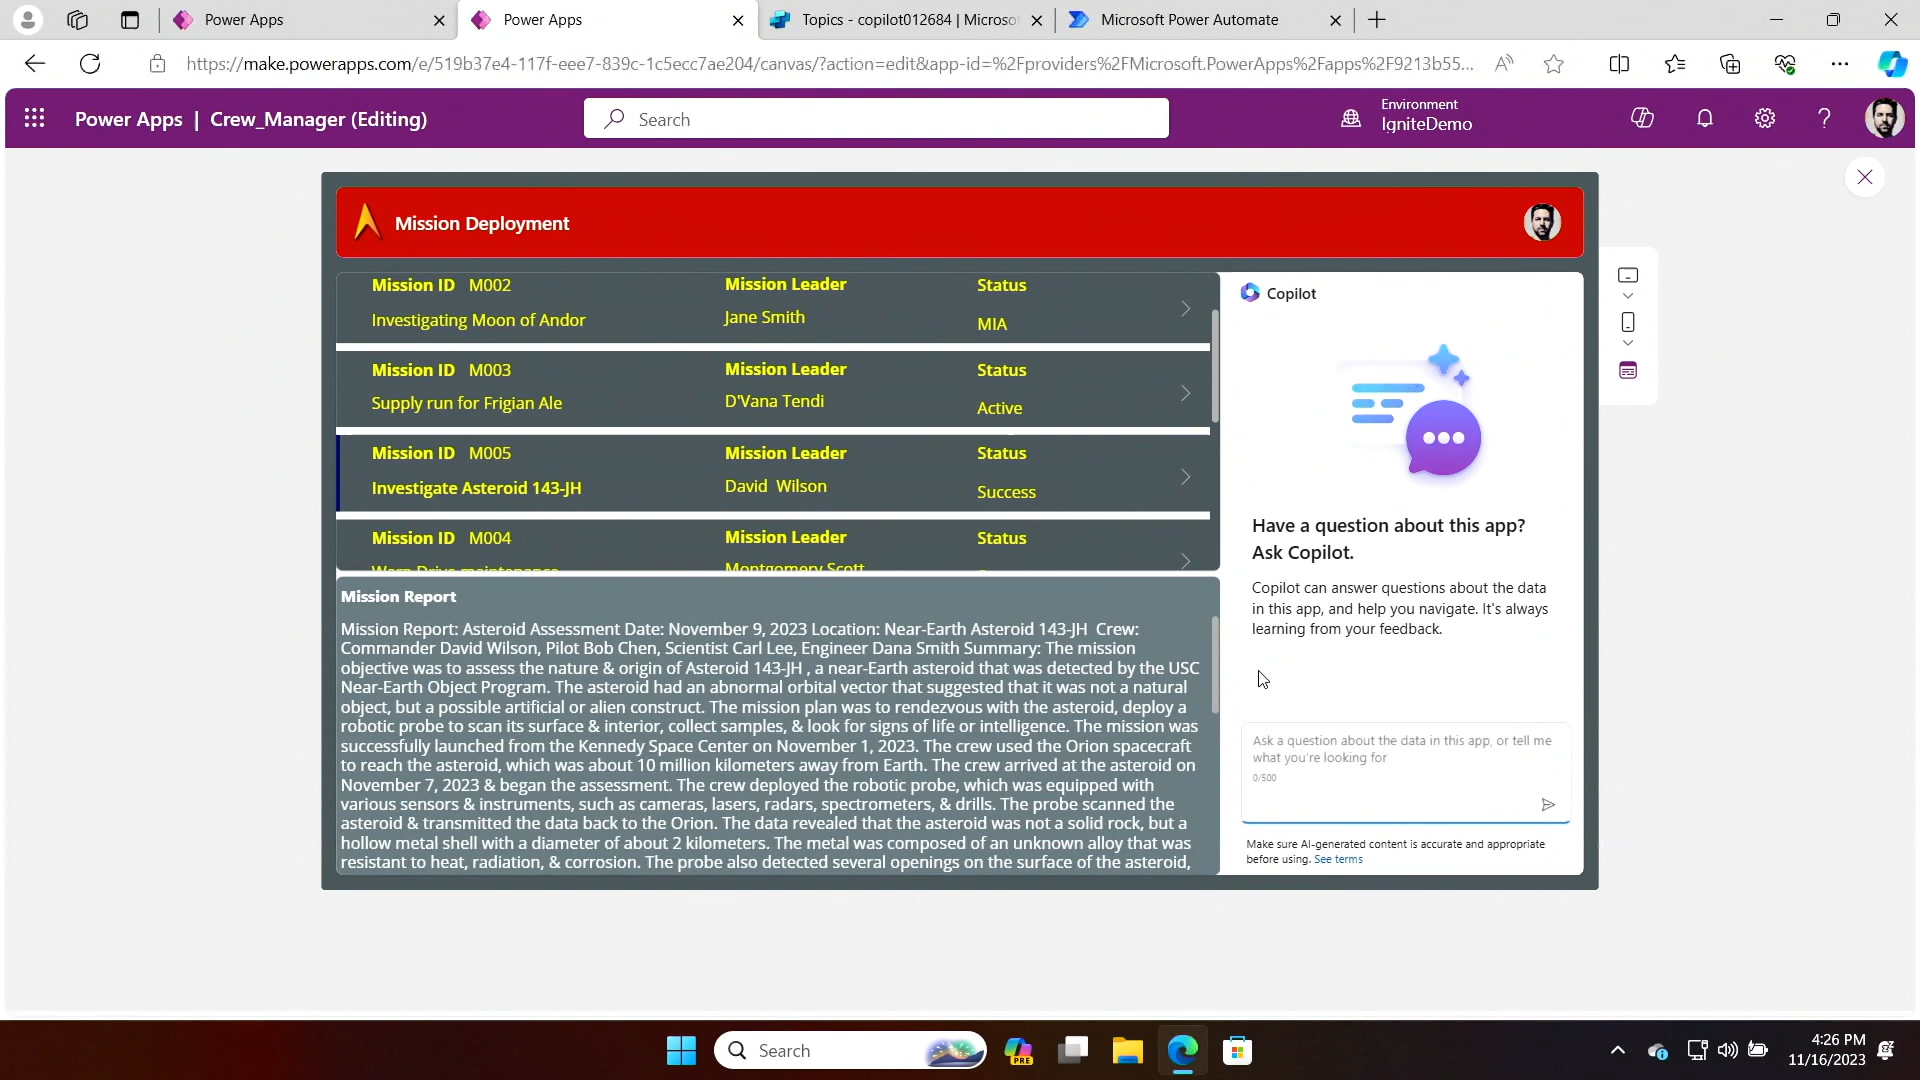 Power Apps
Power Apps
Topics - copilot012684 | Microso
Microsoft Power Automate
https://make.powerapps.com/e/519b37e4-117f-eee7-839c-1c5ecc7ae204/canvas/?action=edit&app-id=%2Fproviders%2FMicrosoft.PowerApps%2Fapps%2F9213b55...
Power Apps | Crew_Manager (Editing)
Search
Environment
IgniteDemo
Mission Deployment
Mission ID M002
Mission Leader
Status
Investigating Moon of Andor
Jane Smith
MIA
Mission ID M003
Mission Leader
Status
Supply run for Frigian Ale
D'Vana Tendi
Active
Mission ID M005
Mission Leader
Status
Investigate Asteroid 143-JH
David Wilson
Success
Mission ID M004
Mission Leader
Status
Warp Drive maintenance
Montgomery Scott
Mission Report
Mission Report: Asteroid Assessment Date: November 9, 2023 Location: Near-Earth Asteroid 143-JH Crew:
Commander David Wilson, Pilot Bob Chen, Scientist Carl Lee, Engineer Dana Smith Summary: The mission
objective was to assess the nature & origin of Asteroid 143-JH , a near-Earth asteroid that was detected by the USC
Near-Earth Object Program. The asteroid had an abnormal orbital vector that suggested that it was not a natural
object, but a possible artificial or alien construct. The mission plan was to rendezvous with the asteroid, deploy a
robotic probe to scan its surface & interior, collect samples, & look for signs of life or intelligence. The mission was
successfully launched from the Kennedy Space Center on November 1, 2023. The crew used the Orion spacecraft
to reach the asteroid, which was about 10 million kilometers away from Earth. The crew arrived at the asteroid on
November 7, 2023 & began the assessment. The crew deployed the robotic probe, which was equipped with
various sensors & instruments, such as cameras, lasers, radars, spectrometers, & drills. The probe scanned the
asteroid & transmitted the data back to the Orion. The data revealed that the asteroid was not a solid rock, but a
hollow metal shell with a diameter of about 2 kilometers. The metal was composed of an unknown alloy that was
resistant to heat, radiation, & corrosion. The probe also detected several openings on the surface of the asteroid,
Copilot
Have a question about this app?
Ask Copilot.
Copilot can answer questions about the data
in this app, and help you navigate. It's always
learning from your feedback.
Ask a question about the data in this app, or tell me
what you're looking for
0/500
Make sure AI-generated content is accurate and appropriate
before using. See terms
Search
PRE
4:26 PM
11/16/2023